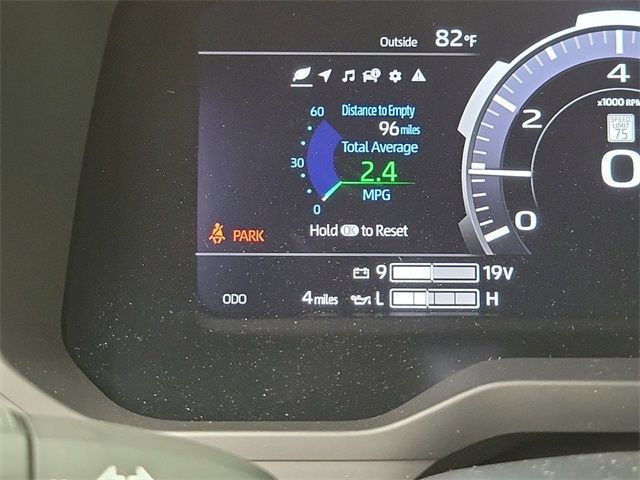 Outside 82°F
4
x1000 RPM
SPEED
LIMIT
75
2
0
0
60
30
0
Distance to Empty
96 miles
Total Average
2.4
MPG
Hold OK to Reset
PARK
9 19V
ODO 4 miles L H